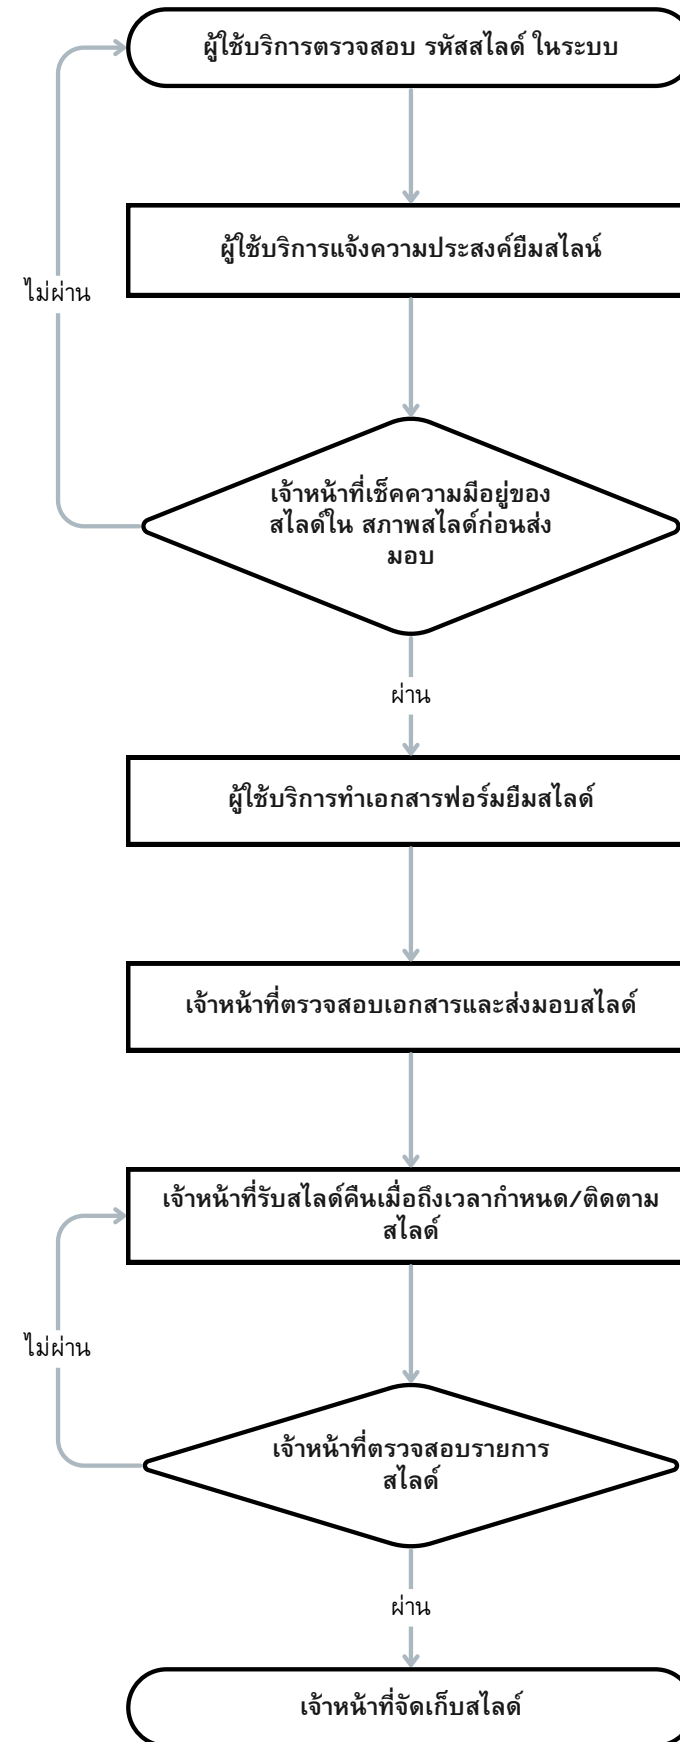 ผู้ใช้บริการตรวจสอบ รหัสสไลด์ ในระบบ
ผู้ใช้บริการแจ้งความประสงค์ยืมสไลน์
ไม่ผ่าน
เจ้าหน้าที่เช็คความมีอยู่ของ
สไลด์ใน สภาพสไลด์ก่อนส่ง
มอบ
ผ่าน
ผู้ใช้บริการทำเอกสารฟอร์มยืมสไลด์
เจ้าหน้าที่ตรวจสอบเอกสารและส่งมอบสไลด์
เจ้าหน้าที่รับสไลด์คืนเมื่อถึงเวลากำหนด/ติดตาม
สไลด์
ไม่ผ่าน
เจ้าหน้าที่ตรวจสอบรายการ
สไลด์
ผ่าน
เจ้าหน้าที่จัดเก็บสไลด์